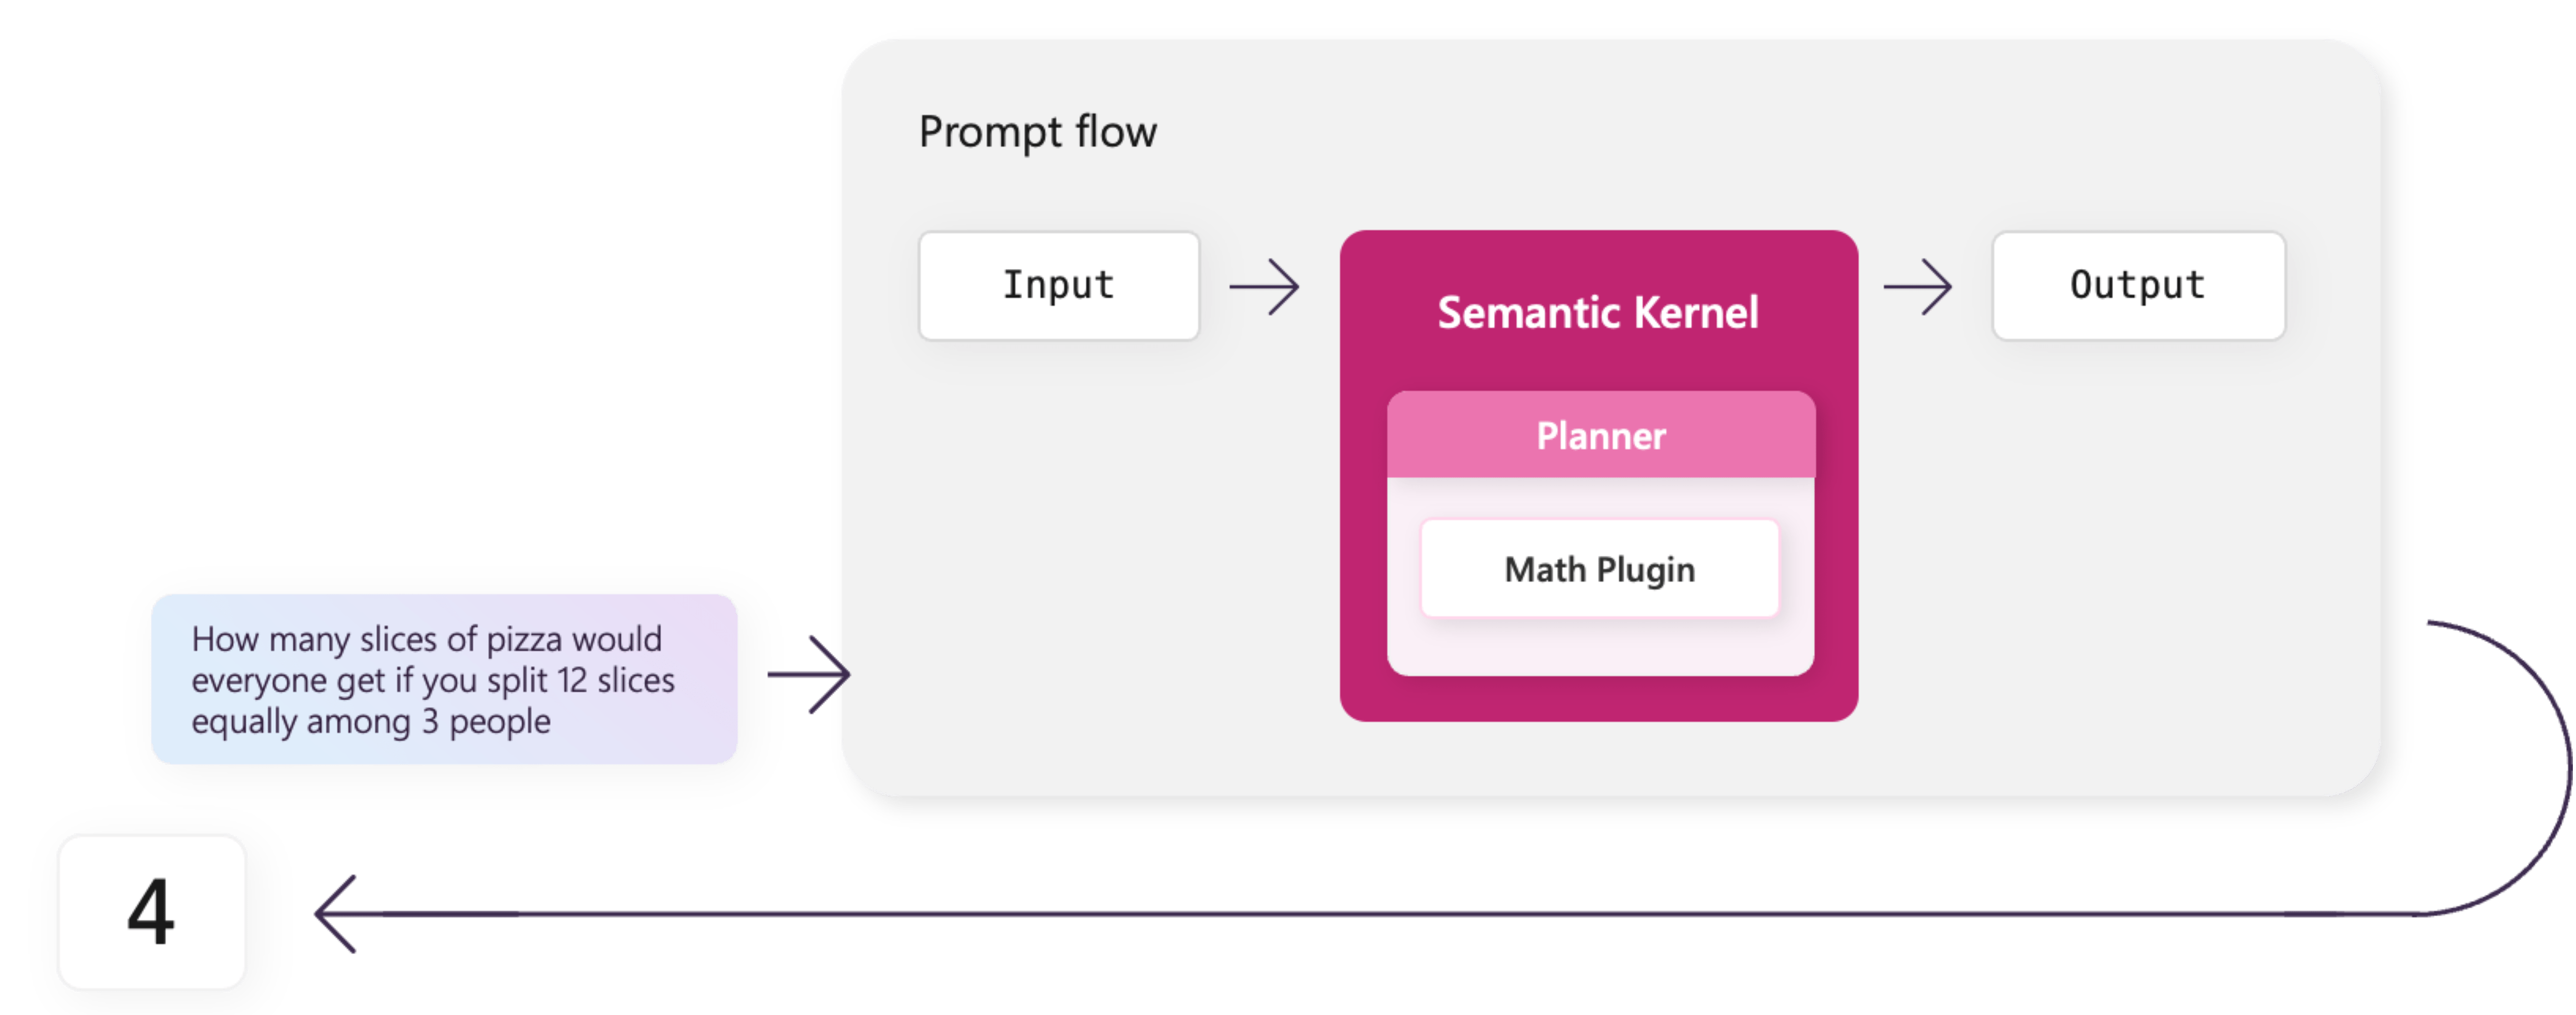 Prompt flow
Input
Semantic Kernel
Output
Planner
Math Plugin
How many slices of pizza would
everyone get if you split 12 slices
equally among 3 people
4